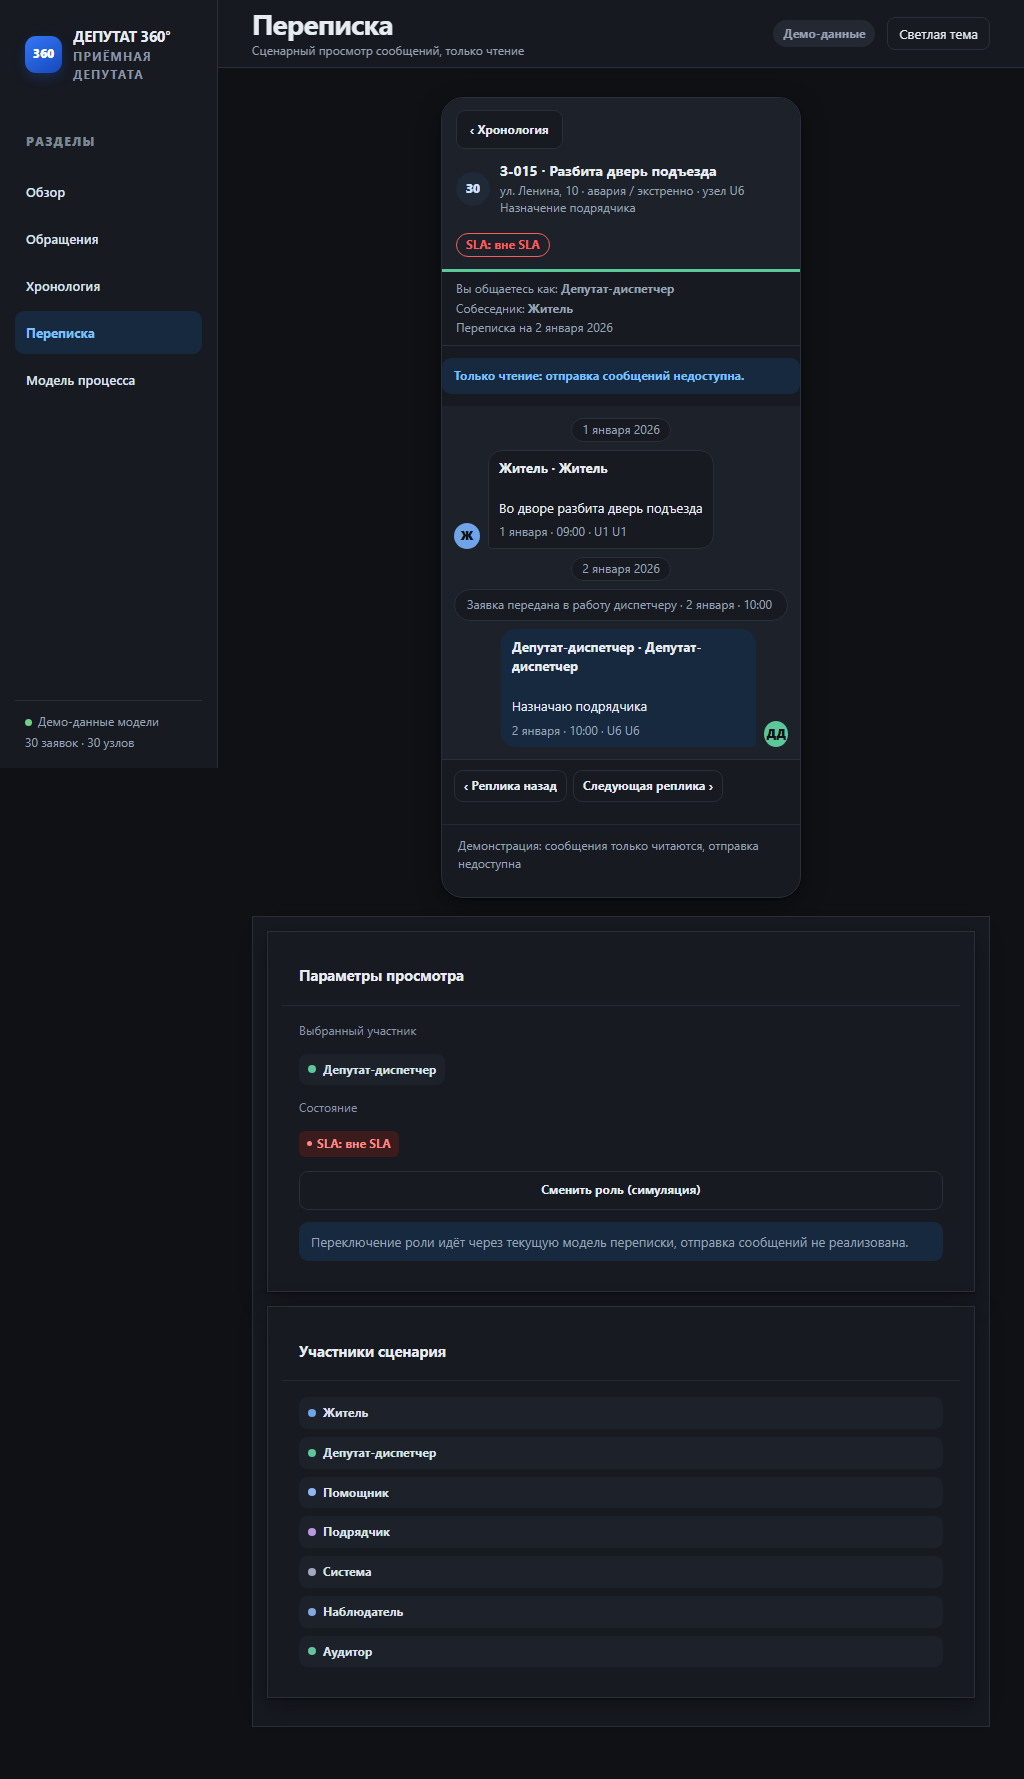 360
ДЕПУТАТ 360°
ПРИЁМНАЯ
ДЕПУТАТА
РАЗДЕЛЫ
Обзор
Обращения
Хронология
Переписка
Модель процесса
Демо-данные модели
30 заявок · 30 узлов
Переписка
Сценарный просмотр сообщений, только чтение
Демо-данные
Светлая тема
‹ Хронология
30
З-015 · Разбита дверь подъезда
ул. Ленина, 10 · авария / экстренно · узел U6
Назначение подрядчика
SLA: вне SLA
Вы общаетесь как: Депутат-диспетчер
Собеседник: Житель
Переписка на 2 января 2026
Только чтение: отправка сообщений недоступна.
1 января 2026
Житель · Житель
Во дворе разбита дверь подъезда
1 января · 09:00 · U1 U1
Ж
2 января 2026
Заявка передана в работу диспетчеру · 2 января · 10:00
Депутат-диспетчер · Депутат-
диспетчер
Назначаю подрядчика
2 января · 10:00 · U6 U6
ДД
‹ Реплика назад
Следующая реплика ›
Демонстрация: сообщения только читаются, отправка
недоступна
Параметры просмотра
Выбранный участник
Депутат-диспетчер
Состояние
• SLA: вне SLA
Сменить роль (симуляция)
Переключение роли идёт через текущую модель переписки, отправка сообщений не реализована.
Участники сценария
Житель
Депутат-диспетчер
Помощник
Подрядчик
Система
Наблюдатель
Аудитор